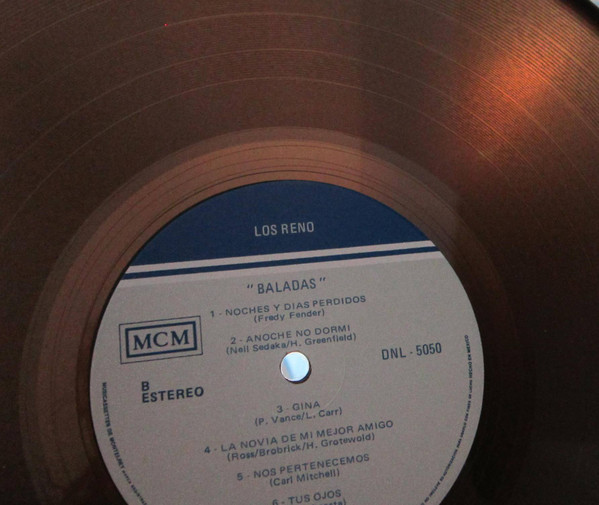 LOS RENO
"BALADAS"
1 - NOCHES Y DIAS PERDIDOS
(Fredy Fender)
2 - ANOCHE NO DORMI
(Neil Sedaka/H. Greenfield)
MCM
DNL - 5050
B
ESTEREO
3 - GINA
(P. Vance/L. Carr)
4 - LA NOVIA DE MI MEJOR AMIGO
(Ross/Bobrick/H. Grotewold)
5 - NOS PERTENECEMOS
(Carl Mitchell)
6 - TUS OJOS